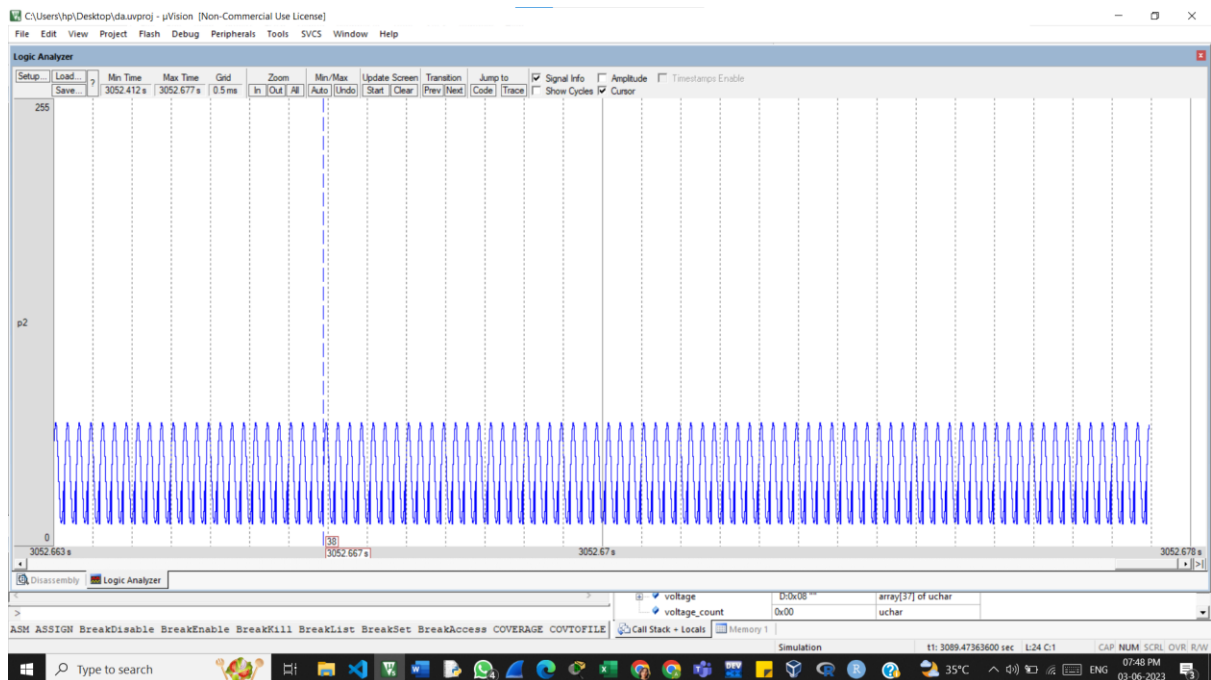 C:\Users\hp\Desktop\da.uvproj - µVision [Non-Commercial Use License]
File Edit View Project Flash Debug Peripherals Tools SVCS Window Help
Logic Analyzer
Setup... Load... ? Min Time Max Time Grid Zoom Min/Max Update Screen Transition Jump to Signal Info Amplitude Timestamps Enable
Save... 3052.412 s 3052.677 s 0.5 ms In Out All Auto Undo Start Clear Prev Next Code Trace Show Cycles Cursor
255
p2
0
38
3052.663 s 3052.667 s 3052.67 s 3052.678 s
Disassembly Logic Analyzer
voltage D:0x08 "" array[37] of uchar
> voltage_count 0x00 uchar
ASM ASSIGN BreakDisable BreakEnable BreakKill BreakList BreakSet BreakAccess COVERAGE COVTOFILE Call Stack + Locals Memory 1
Simulation t1: 3089.47363600 sec L:24 C:1 CAP NUM SCRL OVR R/W
Type to search 35°C ENG 07:48 PM
03-06-2023